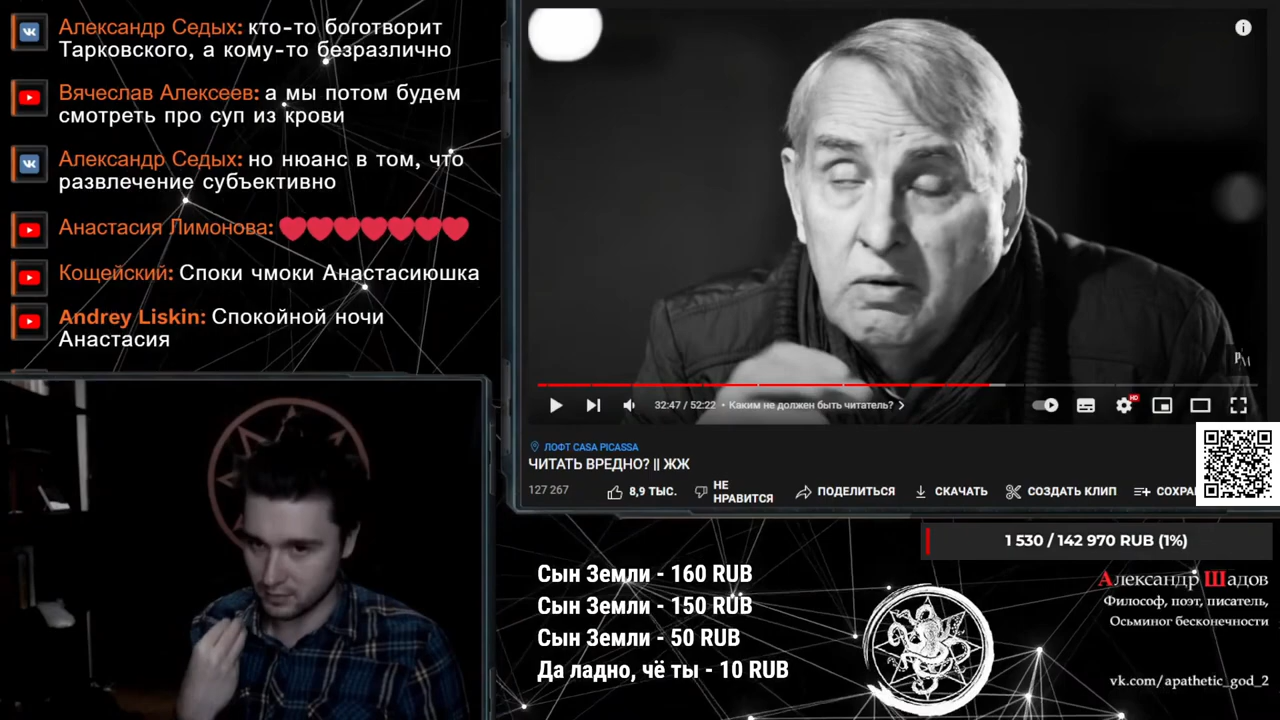 Александр Седых: кто-то боготворит
Тарковского, а кому-то безразлично
Вячеслав Алексеев: а мы потом будем
смотреть про суп из крови
Александр Седых: но нюанс в том, что
развлечение субъективно
Анастасия Лимонова: ❤❤❤❤❤❤❤
Кощейский: Споки чмоки Анастасиюшка
Andrey Liskin: Спокойной ночи
Анастасия
32:47 / 52:22 • Каким не должен быть читатель?
HD
ЛОФТ CASA PICASSA
ЧИТАТЬ ВРЕДНО? || ЖЖ
127 267
8,9 ТЫС.
НЕ
НРАВИТСЯ
ПОДЕЛИТЬСЯ
СКАЧАТЬ
СОЗДАТЬ КЛИП
СОХРА
1 530 / 142 970 RUB (1%)
Сын Земли - 160 RUB
Сын Земли - 150 RUB
Сын Земли - 50 RUB
Да ладно, чё ты - 10 RUB
Александр Шадов
Философ, поэт, писатель,
Осьминог бесконечности
vk.com/apathetic_god_2